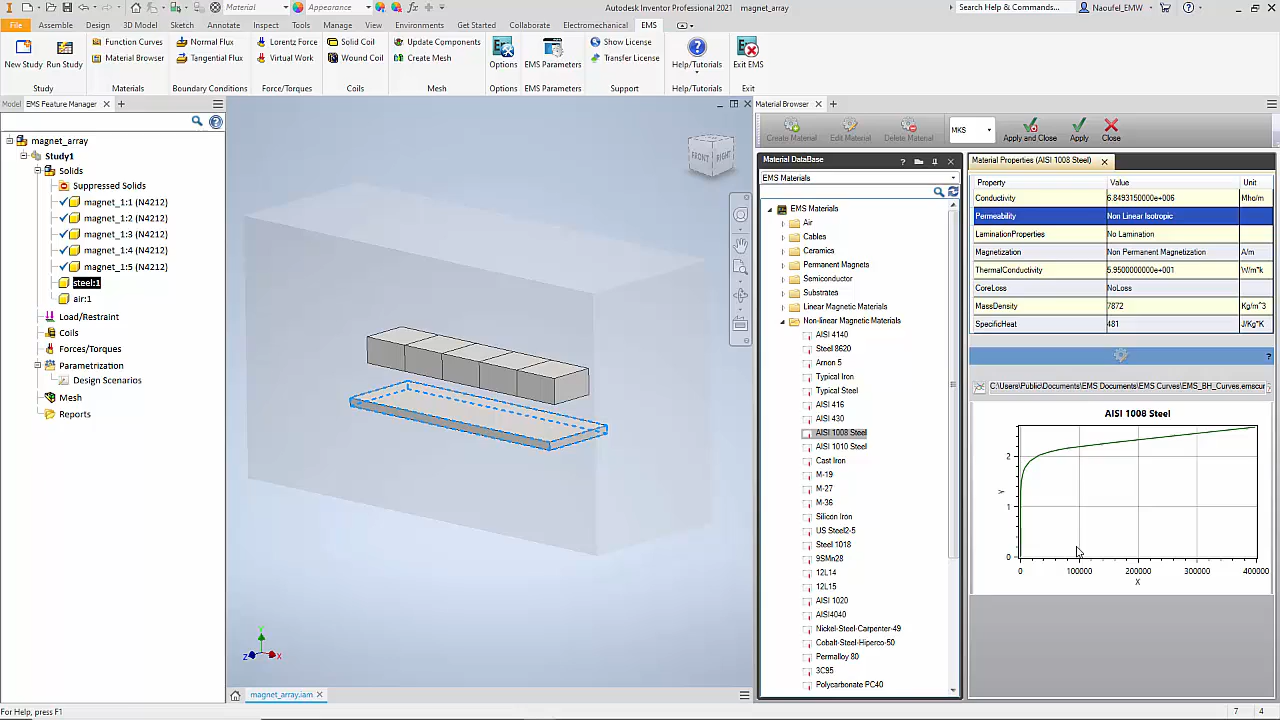 Material
Appearance
Autodesk Inventor Professional 2021 magnet_array
Search Help & Commands...
Naoufel_EMW
File Assemble Design 3D Model Sketch Annotate Inspect Tools Manage View Environments Get Started Collaborate Electromechanical EMS
New Study
Run Study
Study
Function Curves
Material Browser
Materials
Normal Flux
Tangential Flux
Boundary Conditions
Lorentz Force
Virtual Work
Force/Torques
Solid Coil
Wound Coil
Coils
Update Components
Create Mesh
Mesh
Options
Options
EMS Parameters
EMS Parameters
Show License
Transfer License
Support
Help/Tutorials
Help/Tutorials
Exit EMS
Exit
Model
EMS Feature Manager
magnet_array
Study1
Solids
Suppressed Solids
magnet_1:1 (N4212)
magnet_1:2 (N4212)
magnet_1:3 (N4212)
magnet_1:4 (N4212)
magnet_1:5 (N4212)
steel:1
air:1
Load/Restraint
Coils
Forces/Torques
Parametrization
Design Scenarios
Mesh
Reports
FRONT
RIGHT
Y
Z
X
magnet_array.iam
Material Browser
Create Material
Edit Material
Delete Material
MKS
Apply and Close
Apply
Close
Material DataBase
EMS Materials
EMS Materials
Air
Cables
Ceramics
Permanent Magnets
Semiconductor
Substrates
Linear Magnetic Materials
Non-linear Magnetic Materials
AISI 4140
Steel 8620
Arnon 5
Typical Iron
Typical Steel
AISI 416
AISI 430
AISI 1008 Steel
AISI 1010 Steel
Cast Iron
M-19
M-27
M-36
Silicon Iron
US Steel2-5
Steel 1018
9SMn28
12L14
12L15
AISI 1020
AISI4040
Nickel-Steel-Carpenter-49
Cobalt-Steel-Hiperco-50
Permalloy 80
3C95
Polycarbonate PC40
Material Properties (AISI 1008 Steel)
Property Value Unit
Conductivity 6.8493150000e+006 Mho/m
Permeability Non Linear Isotropic
LaminationProperties No Lamination
Magnetization Non Permanent Magnetization A/m
ThermalConductivity 5.9500000000e+001 W/m*k
CoreLoss NoLoss
MassDensity 7872 Kg/m^3
SpecificHeat 481 J/Kg*K
C:\Users\Public\Documents\EMS Documents\EMS Curves\EMS_BH_Curves.emscur
AISI 1008 Steel
2
Y
1
0
0 100000 200000 300000 400000
X
For Help, press F1
7 4